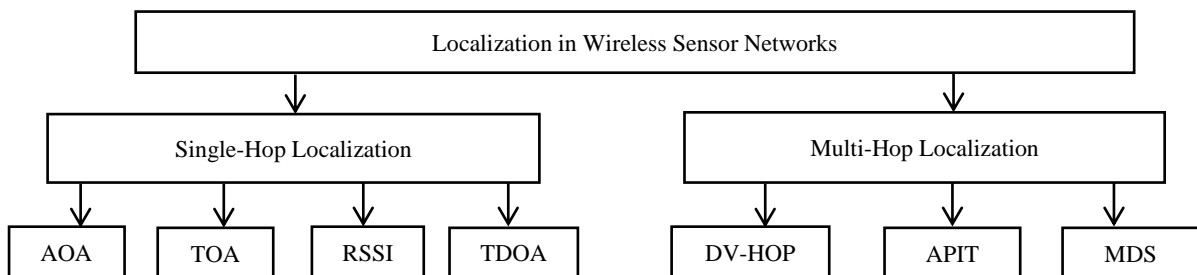 Localization in Wireless Sensor Networks
Single-Hop Localization
Multi-Hop Localization
AOA
TOA
RSSI
TDOA
DV-HOP
APIT
MDS